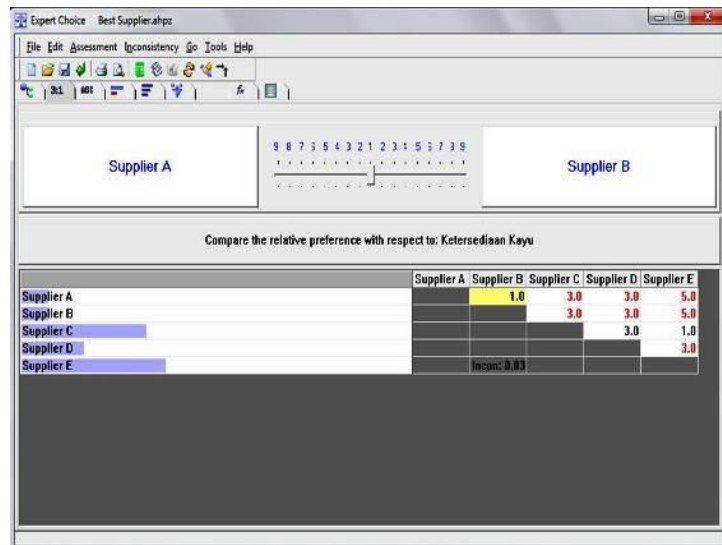 Expert Choice Best Supplier.ahpz
File Edit Assessment Inconsistency Go Tools Help
3:1 ABC fx
Supplier A
9 8 7 6 5 4 3 2 1 2 3 4 5 6 7 8 9
Supplier B
Compare the relative preference with respect to: Ketersediaan Kayu
Supplier A Supplier B Supplier C Supplier D Supplier E
Supplier A 1.0 3.0 3.0 5.0
Supplier B 3.0 3.0 5.0
Supplier C 3.0 1.0
Supplier D 3.0
Supplier E Incon: 0.03